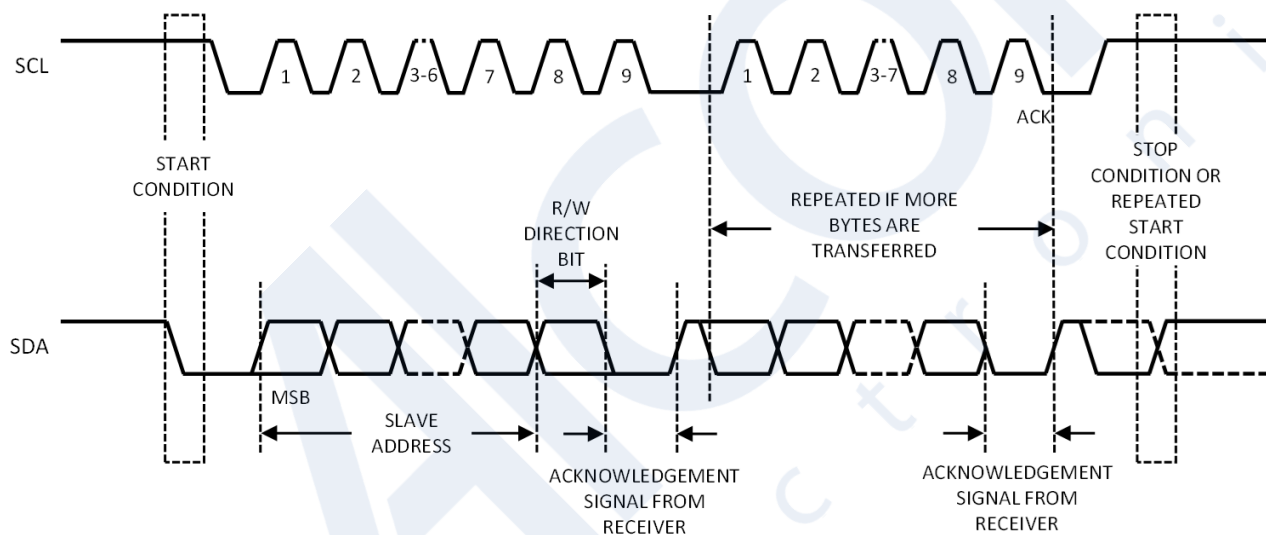 SCL
1
2
3-6
7
8
9
1
2
3-7
8
9
ACK
START
CONDITION
R/W
DIRECTION
BIT
REPEATED IF MORE
BYTES ARE
TRANSFERRED
STOP
CONDITION OR
REPEATED
START
CONDITION
SDA
MSB
SLAVE
ADDRESS
ACKNOWLEDGEMENT
SIGNAL FROM
RECEIVER
ACKNOWLEDGEMENT
SIGNAL FROM
RECEIVER